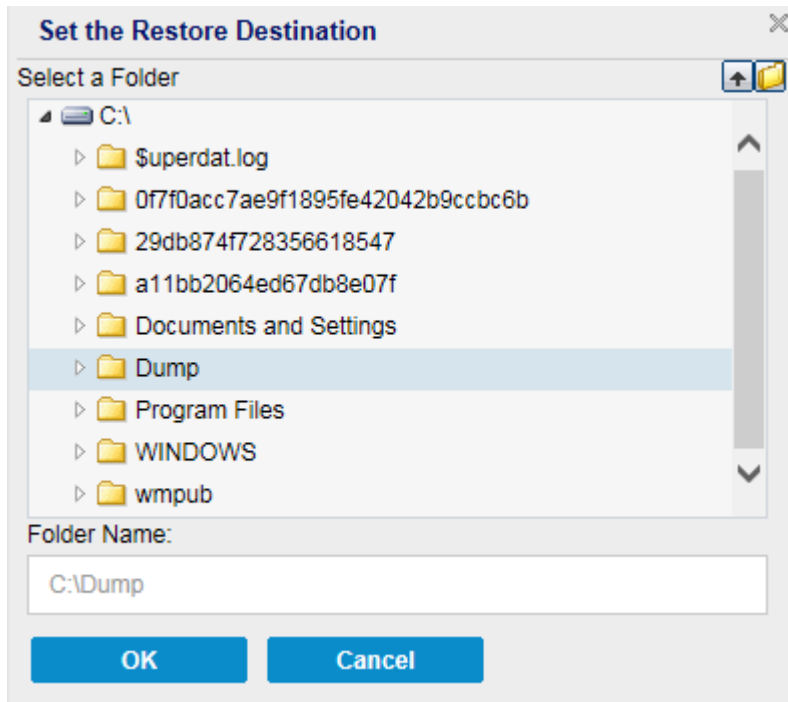 Set the Restore Destination
Select a Folder
C:\
$uperdat.log
0f7f0acc7ae9f1895fe42042b9ccbc6b
29db874f728356618547
a11bb2064ed67db8e07f
Documents and Settings
Dump
Program Files
WINDOWS
wmpub
Folder Name:
C:\Dump
OK Cancel